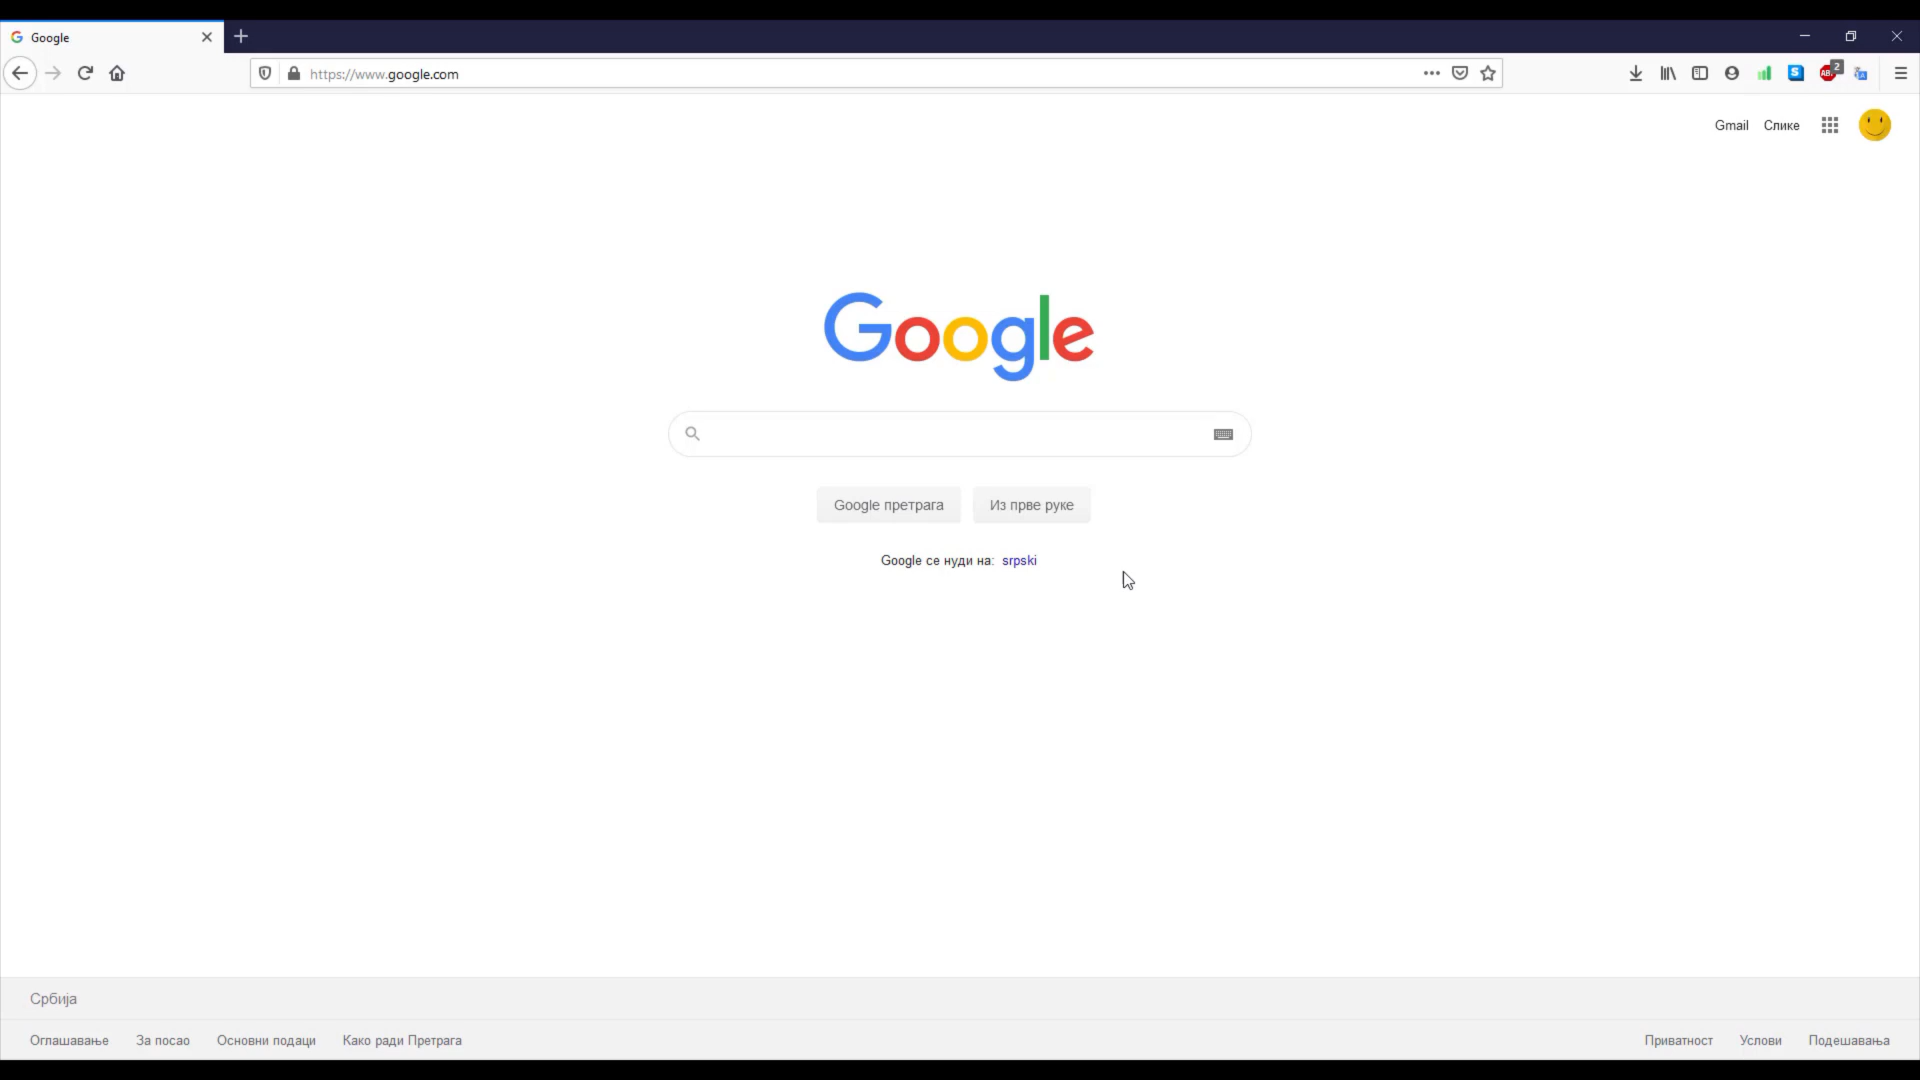 Google
https://www.google.com
2
Gmail Слике
Google
Google претрага Из прве руке
Google се нуди на: srpski
Србија
Оглашавање За посао Основни подаци Како ради Претрага Приватност Услови Подешавања